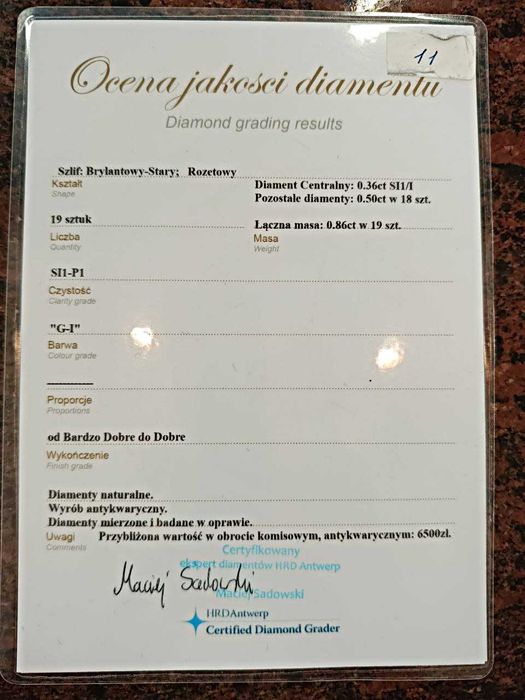 11
Ocena jakości diamentu
Diamond grading results
Szlif: Brylantowy-Stary; Rozetowy
Kształt
Shape
Diament Centralny: 0.36ct SI1/I
Pozostałe diamenty: 0.50ct w 18 szt.
19 sztuk
Łączna masa: 0.86ct w 19 szt.
Liczba
Quantity
Masa
Weight
SI1-P1
Czystość
Clarity grade
"G-I"
Barwa
Colour grade
------------
Proporcje
Proportions
od Bardzo Dobre do Dobre
Wykończenie
Finish grade
Diamenty naturalne.
Wyrób antykwaryczny.
Diamenty mierzone i badane w oprawie.
Uwagi Przybliżona wartość w obrocie komisowym, antykwarycznym: 6500zł.
Comments
Certyfikowany
ekspert diamentów HRD Antwerp
Maciej Sadowski
Maciej Sadowski
HRDAntwerp
Certified Diamond Grader